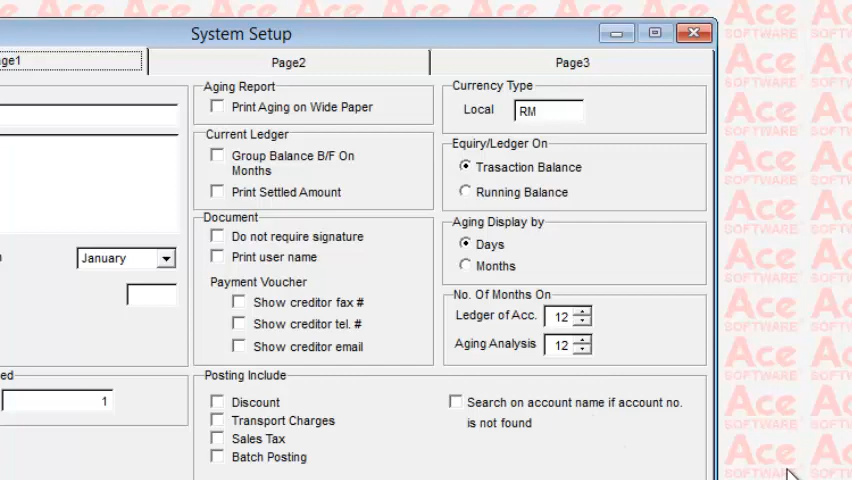 System Setup
ge1
Page2
Page3
Aging Report
Print Aging on Wide Paper
Current Ledger
Group Balance B/F On
Months
Print Settled Amount
Document
Do not require signature
Print user name
Payment Voucher
Show creditor fax #
Show creditor tel. #
Show creditor email
Currency Type
Local
RM
Equiry/Ledger On
Trasaction Balance
Running Balance
Aging Display by
Days
Months
No. Of Months On
Ledger of Acc.
12
Aging Analysis
12
January
ed
1
Posting Include
Discount
Transport Charges
Sales Tax
Batch Posting
Search on account name if account no.
is not found
Ace
SOFTWARE